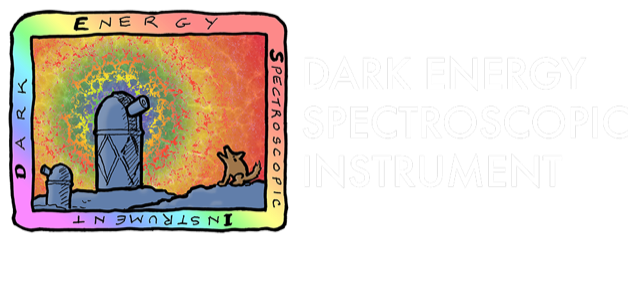 DARK ENERGY SPECTROSCOPIC INSTRUMENT
DARK ENERGY
SPECTROSCOPIC
INSTRUMENT